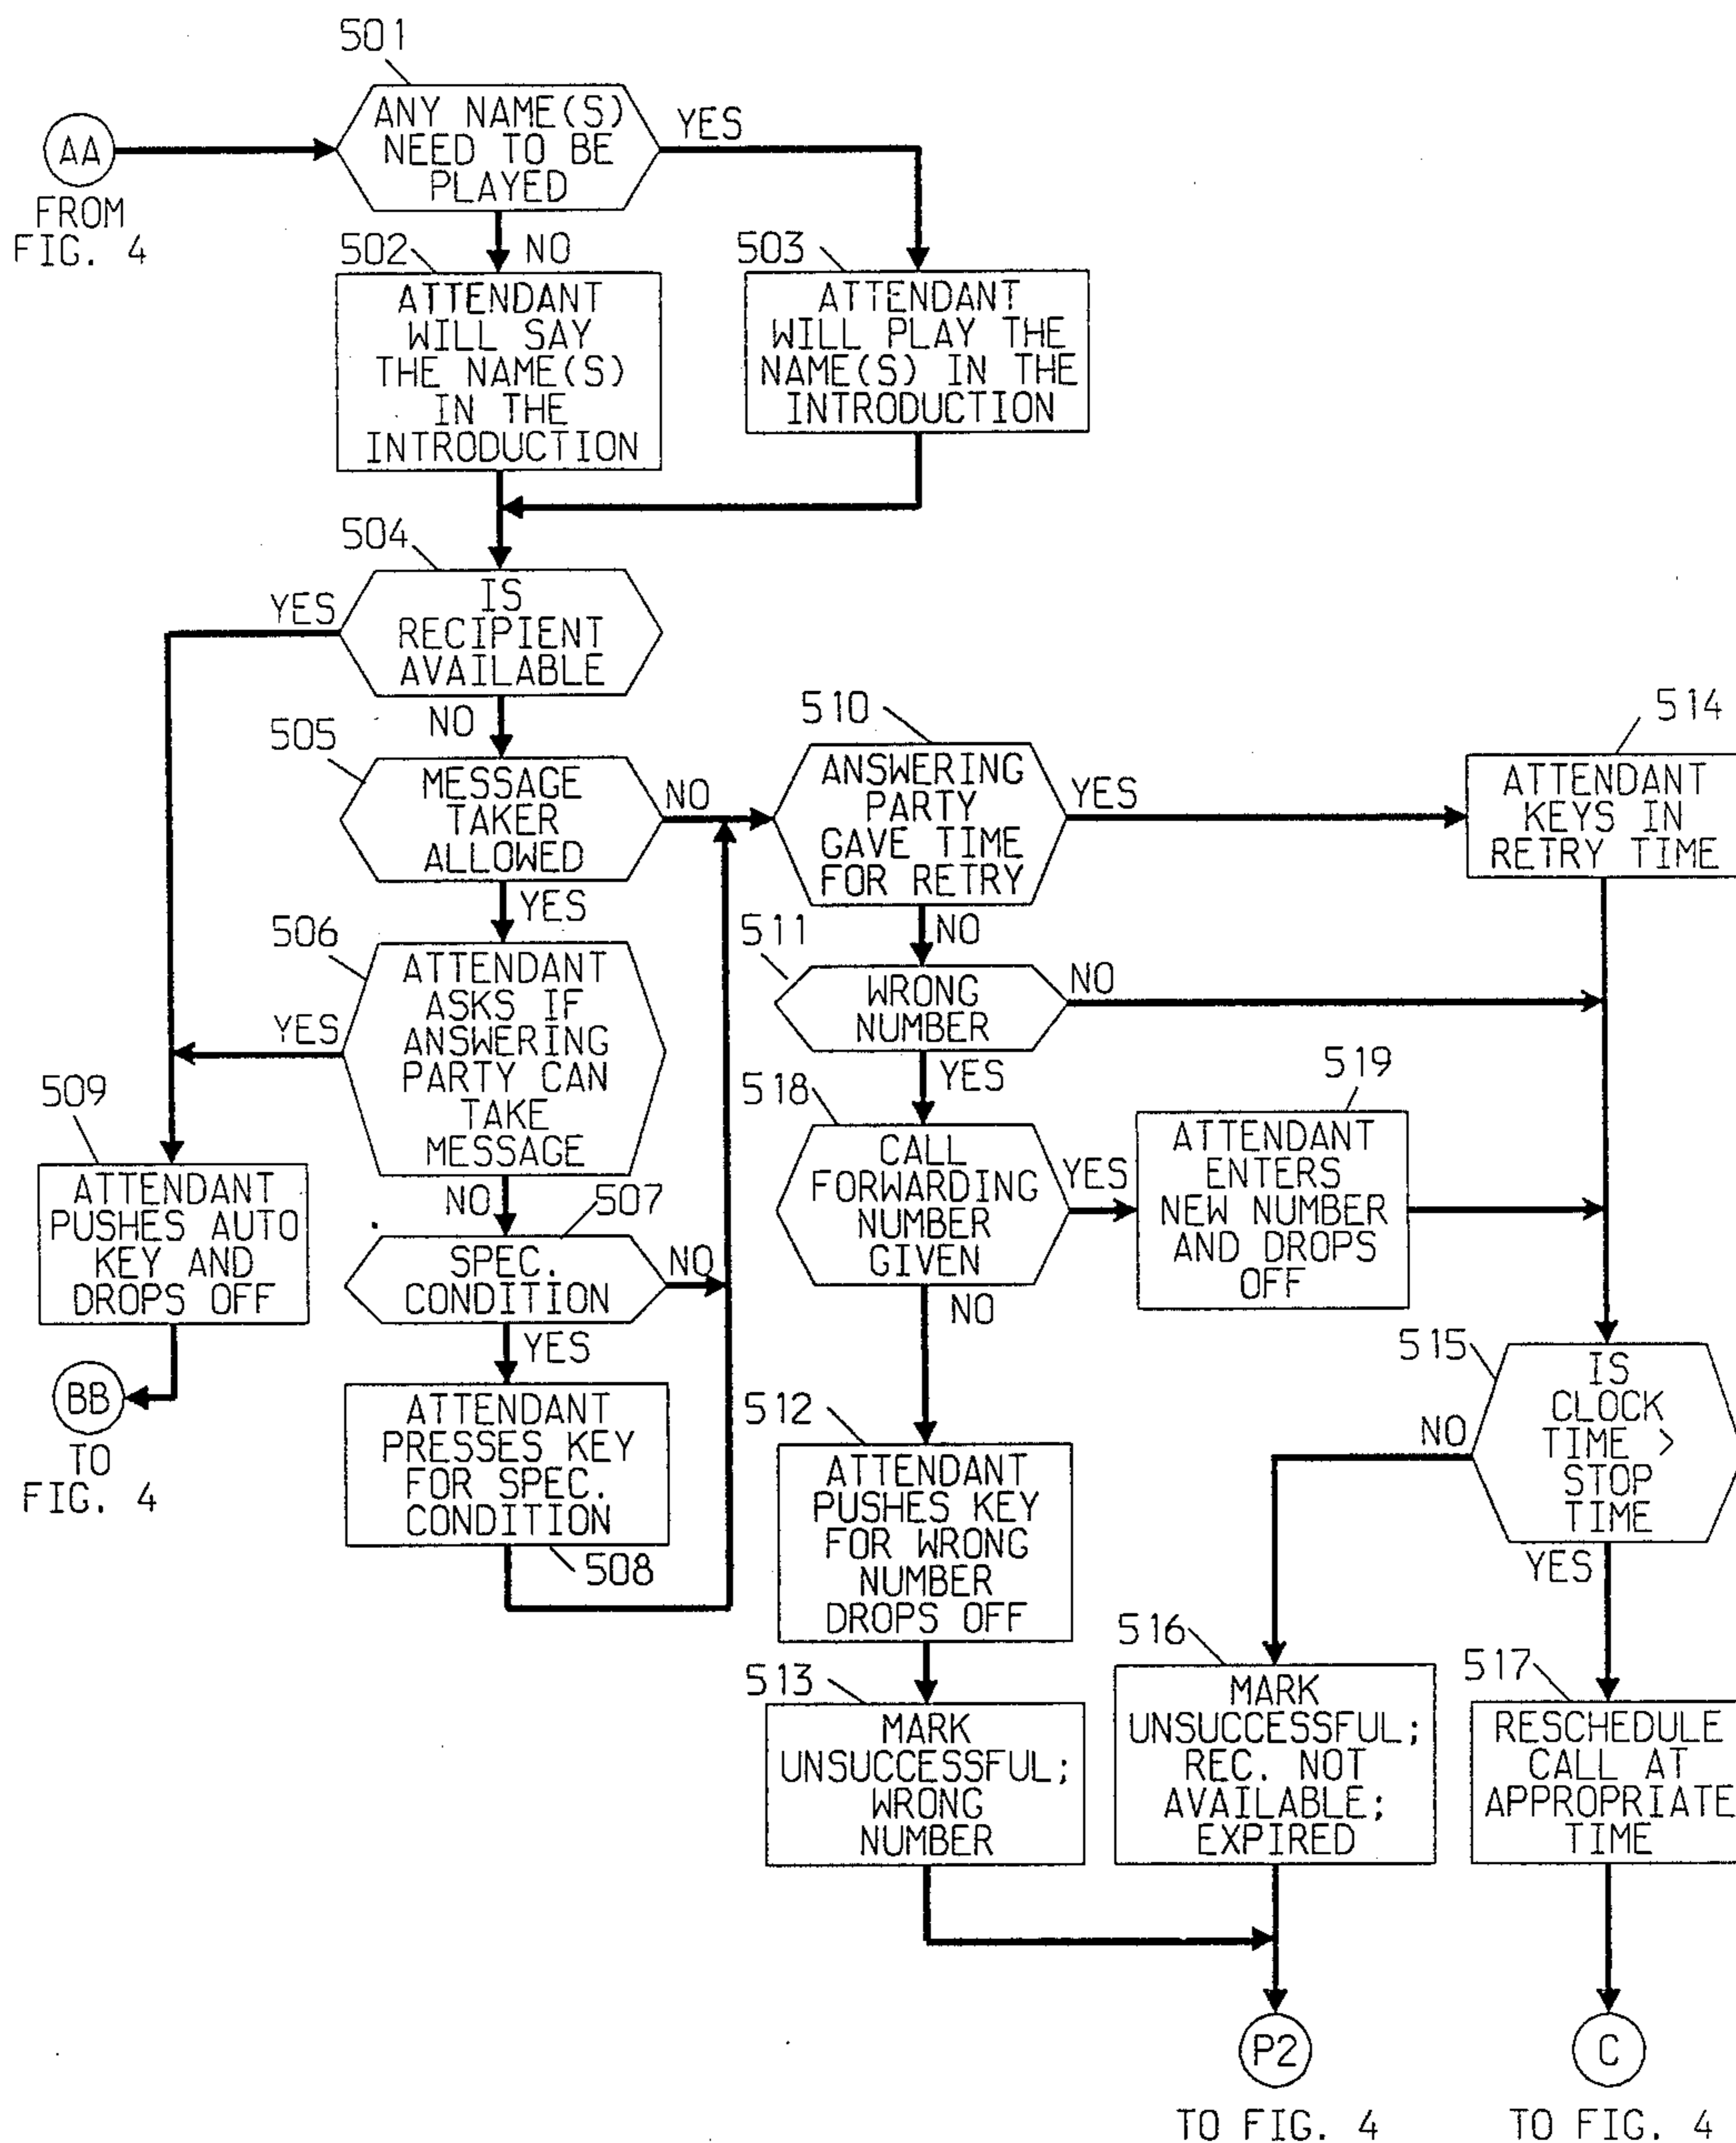 501
ANY NAME(S)
NEED TO BE
PLAYED
YES
NO
AA
FROM
FIG. 4
502
ATTENDANT
WILL SAY
THE NAME(S)
IN THE
INTRODUCTION
503
ATTENDANT
WILL PLAY THE
NAME(S) IN THE
INTRODUCTION
504
IS
RECIPIENT
AVAILABLE
YES
NO
505
MESSAGE
TAKER
ALLOWED
NO
YES
506
ATTENDANT
ASKS IF
ANSWERING
PARTY CAN
TAKE
MESSAGE
YES
NO
507
SPEC.
CONDITION
NO
YES
ATTENDANT
PRESSES KEY
FOR SPEC.
CONDITION
508
509
ATTENDANT
PUSHES AUTO
KEY AND
DROPS OFF
BB
TO
FIG. 4
510
ANSWERING
PARTY
GAVE TIME
FOR RETRY
YES
NO
511
WRONG
NUMBER
NO
YES
518
CALL
FORWARDING
NUMBER
GIVEN
YES
NO
519
ATTENDANT
ENTERS
NEW NUMBER
AND DROPS
OFF
512
ATTENDANT
PUSHES KEY
FOR WRONG
NUMBER
DROPS OFF
513
MARK
UNSUCCESSFUL;
WRONG
NUMBER
514
ATTENDANT
KEYS IN
RETRY TIME
515
IS
CLOCK
TIME >
STOP
TIME
NO
YES
516
MARK
UNSUCCESSFUL;
REC. NOT
AVAILABLE;
EXPIRED
517
RESCHEDULE
CALL AT
APPROPRIATE
TIME
P2
TO FIG. 4
C
TO FIG. 4